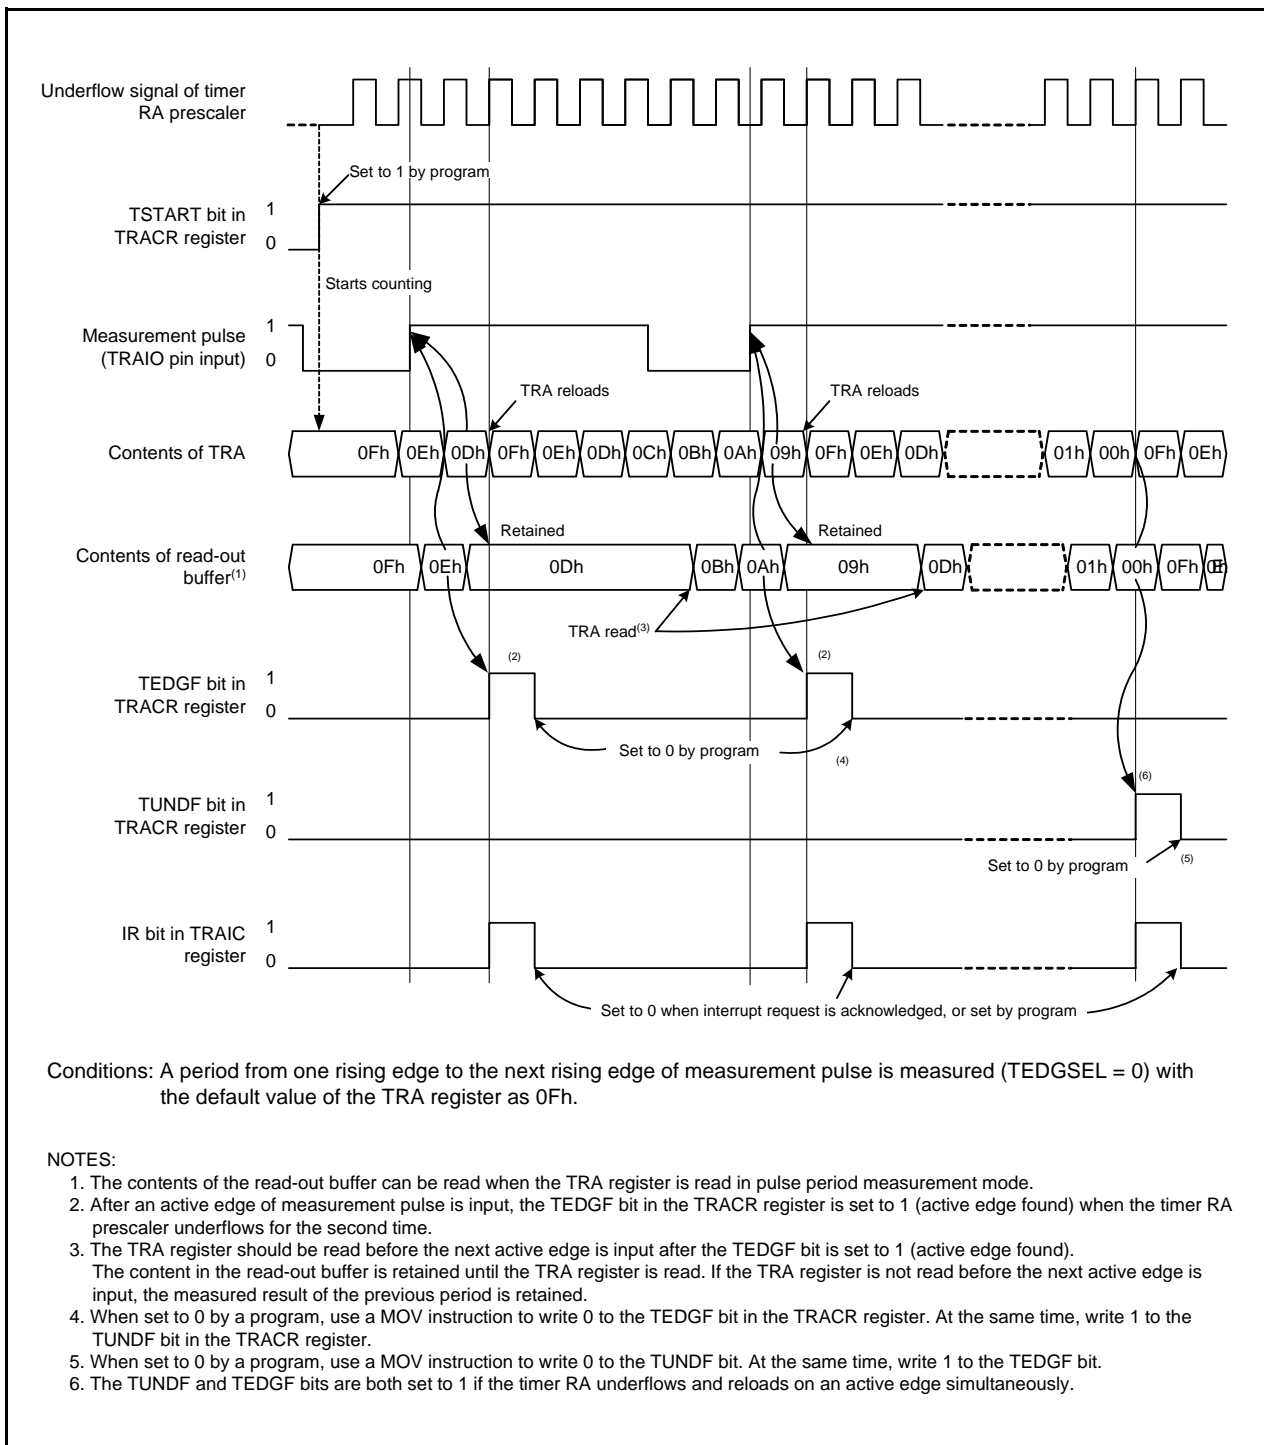 Underflow signal of timer
RA prescaler
Set to 1 by program
TSTART bit in
TRACR register
1
0
Starts counting
Measurement pulse
(TRAIO pin input)
1
0
TRA reloads
TRA reloads
Contents of TRA
0Fh 0Eh 0Dh 0Fh 0Eh 0Dh 0Ch 0Bh 0Ah 09h 0Fh 0Eh 0Dh 01h 00h 0Fh 0Eh
Retained
Retained
Contents of read-out
buffer(1)
0Fh 0Eh 0Dh 0Bh 0Ah 09h 0Dh 01h 00h 0Fh 0Eh
TRA read(3)
(2)
(2)
TEDGF bit in
TRACR register
1
0
Set to 0 by program
(4)
(6)
TUNDF bit in
TRACR register
1
0
Set to 0 by program
(5)
IR bit in TRAIC
register
1
0
Set to 0 when interrupt request is acknowledged, or set by program
Conditions: A period from one rising edge to the next rising edge of measurement pulse is measured (TEDGSEL = 0) with
the default value of the TRA register as 0Fh.
NOTES:
1. The contents of the read-out buffer can be read when the TRA register is read in pulse period measurement mode.
2. After an active edge of measurement pulse is input, the TEDGF bit in the TRACR register is set to 1 (active edge found) when the timer RA
prescaler underflows for the second time.
3. The TRA register should be read before the next active edge is input after the TEDGF bit is set to 1 (active edge found).
The content in the read-out buffer is retained until the TRA register is read. If the TRA register is not read before the next active edge is
input, the measured result of the previous period is retained.
4. When set to 0 by a program, use a MOV instruction to write 0 to the TEDGF bit in the TRACR register. At the same time, write 1 to the
TUNDF bit in the TRACR register.
5. When set to 0 by a program, use a MOV instruction to write 0 to the TUNDF bit. At the same time, write 1 to the TEDGF bit.
6. The TUNDF and TEDGF bits are both set to 1 if the timer RA underflows and reloads on an active edge simultaneously.